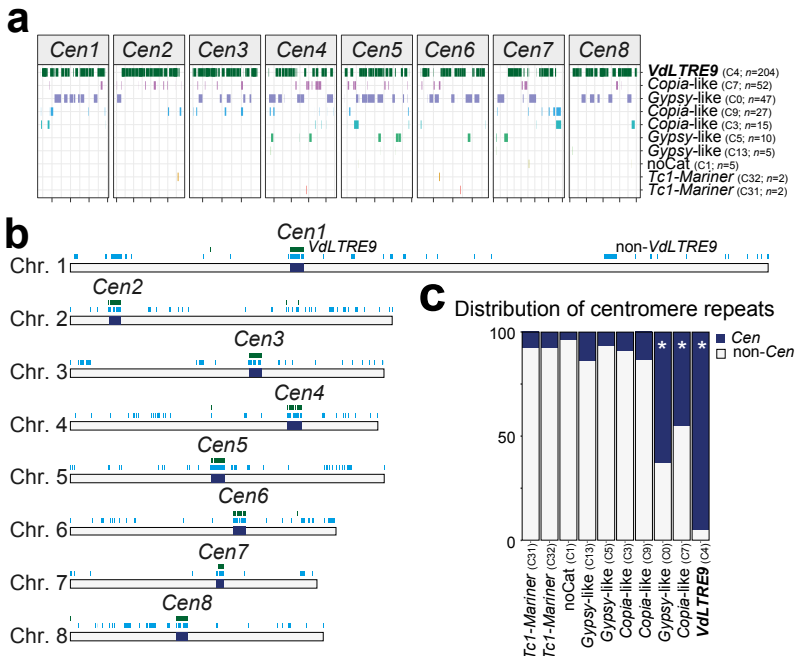 a
Cen1 Cen2 Cen3 Cen4 Cen5 Cen6 Cen7 Cen8
VdLTRE9 (C4; n=204)
Copia-like (C7; n=52)
Gypsy-like (C0; n=47)
Copia-like (C9; n=27)
Copia-like (C3; n=15)
Gypsy-like (C5; n=10)
Gypsy-like (C13; n=5)
noCat (C1; n=5)
Tc1-Mariner (C32; n=2)
Tc1-Mariner (C31; n=2)
b
Cen1
VdLTRE9 non-VdLTRE9
Chr. 1
Cen2
Chr. 2
Cen3
Chr. 3
Cen4
Chr. 4
Cen5
Chr. 5
Cen6
Chr. 6
Cen7
Chr. 7
Cen8
Chr. 8
c
Distribution of centromere repeats
100
50
0
* * *
Cen
non-Cen
Tc1-Mariner (C31)
Tc1-Mariner (C32)
noCat (C1)
Gypsy-like (C13)
Gypsy-like (C5)
Copia-like (C3)
Copia-like (C9)
Gypsy-like (C0)
Copia-like (C7)
VdLTRE9 (C4)